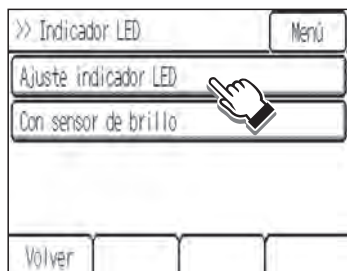 >> Indicador LED
Menú
Ajuste indicador LED
Con sensor de brillo
Volver